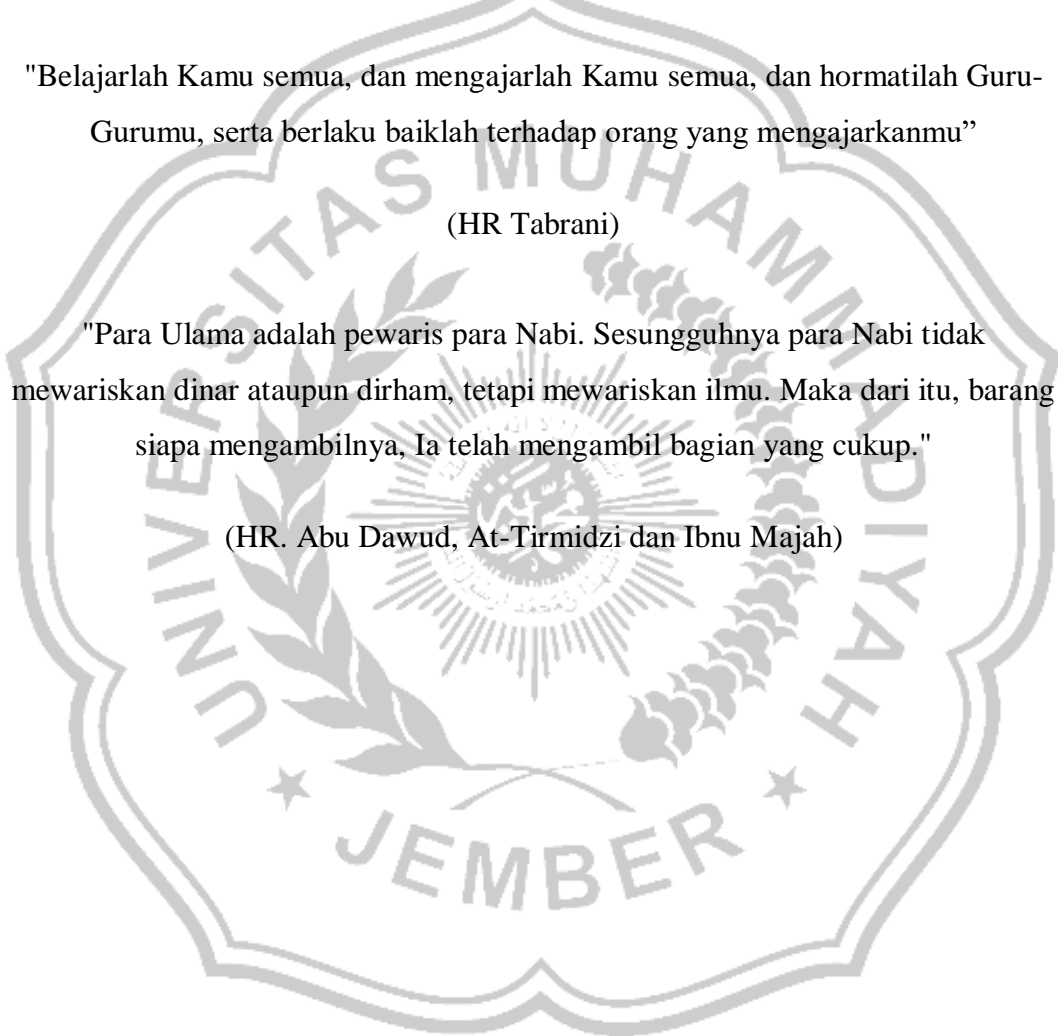 "Belajarlah Kamu semua, dan mengajarlah Kamu semua, dan hormatilah Guru-
Gurumu, serta berlaku baiklah terhadap orang yang mengajarkanmu”
(HR Tabrani)
"Para Ulama adalah pewaris para Nabi. Sesungguhnya para Nabi tidak
mewariskan dinar ataupun dirham, tetapi mewariskan ilmu. Maka dari itu, barang
siapa mengambilnya, Ia telah mengambil bagian yang cukup."
(HR. Abu Dawud, At-Tirmidzi dan Ibnu Majah)
UNIVERSITAS MUHAMMADIYAH
JEMBER